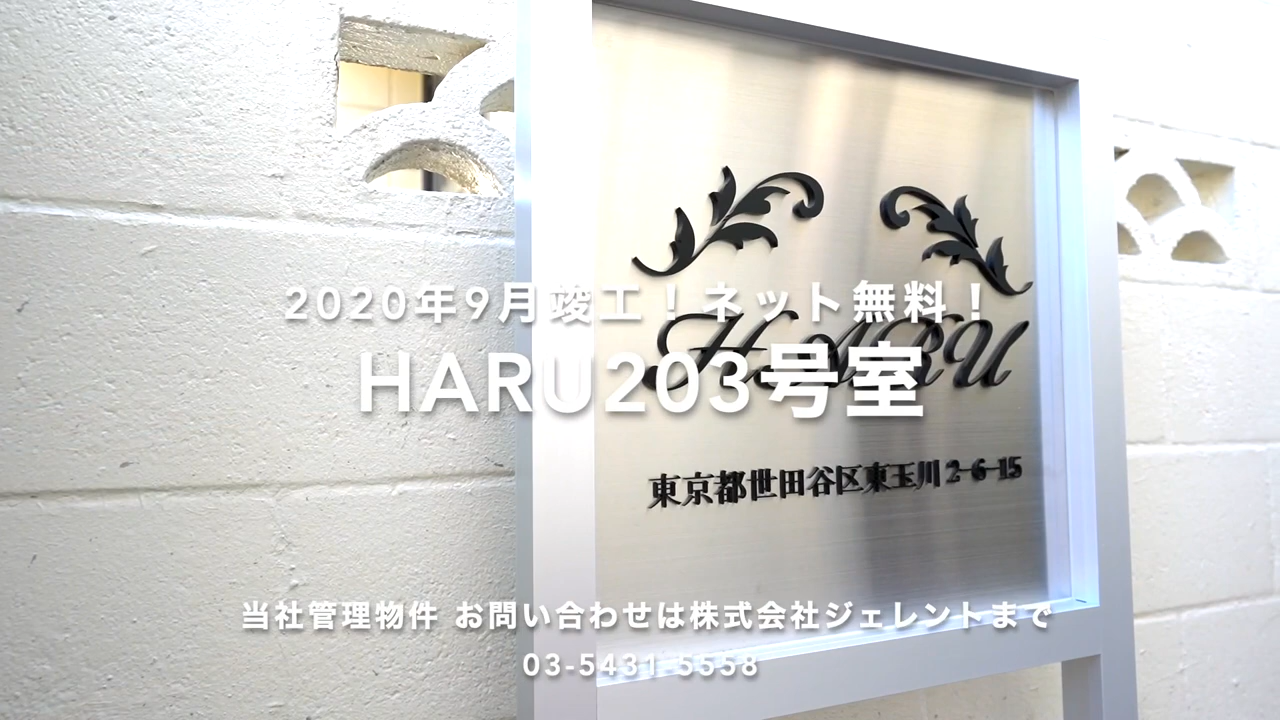 2020年9月竣工！ネット無料！
HARU203号室
HARU
東京都世田谷区東玉川2-6-15
当社管理物件 お問い合わせは株式会社ジェレントまで
03-5431-5558